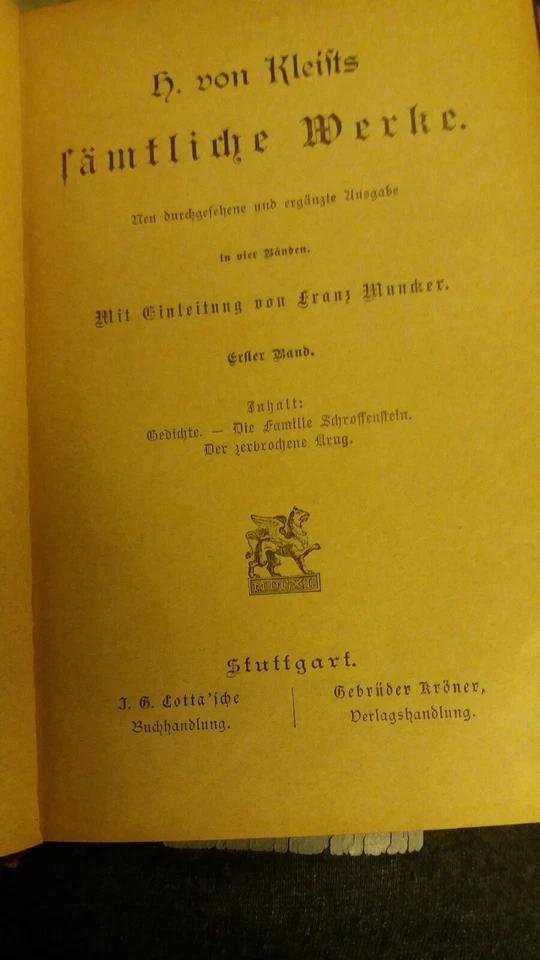 H. von Kleiſts
ſämtliche Werke.
Neu durchgeſehene und ergänzte Ausgabe
in vier Bänden.
Mit Einleitung von Franz Muncker.
Erſter Band.
Inhalt:
Gedichte. — Die Familie Schroffenſtein.
Der zerbrochene Krug.
MDCXL
Stuttgart.
J. G. Cotta'ſche
Buchhandlung.
Gebrüder Kröner,
Verlagshandlung.